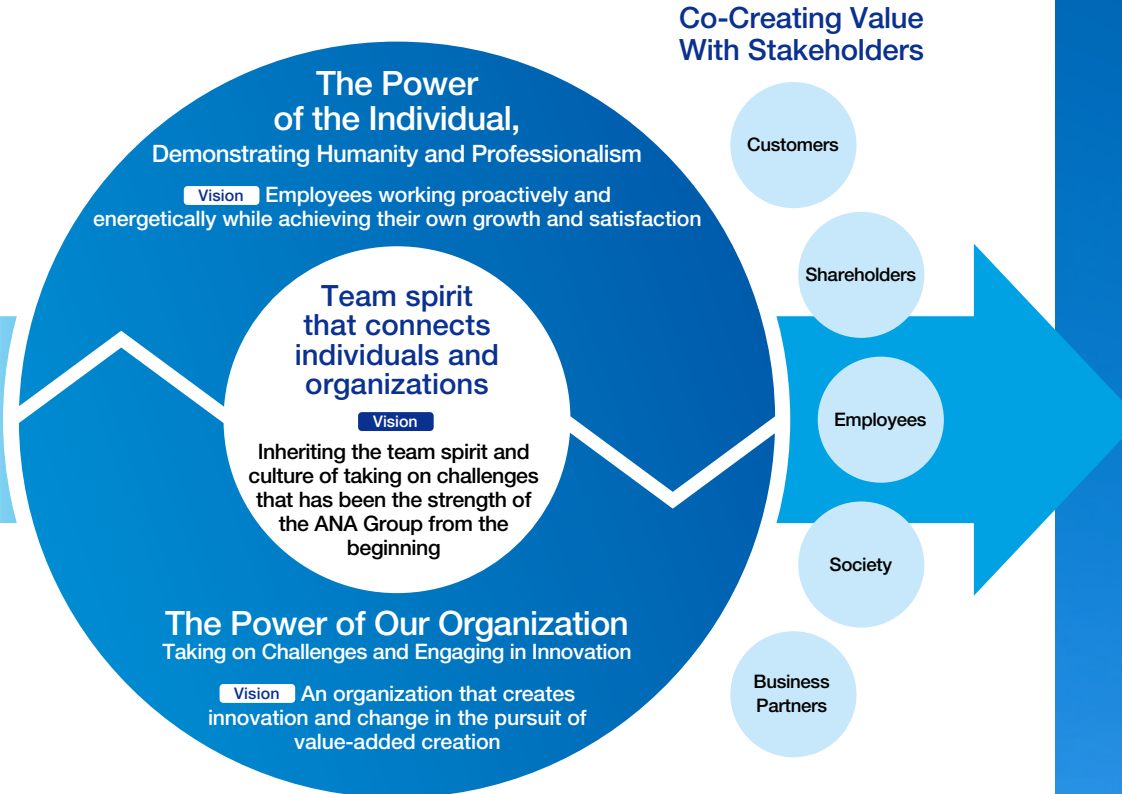 Co-Creating Value
With Stakeholders
The Power
of the Individual,
Demonstrating Humanity and Professionalism
Vision Employees working proactively and
energetically while achieving their own growth and satisfaction
Team spirit
that connects
individuals and
organizations
Vision
Inheriting the team spirit and
culture of taking on challenges
that has been the strength of
the ANA Group from the
beginning
The Power of Our Organization
Taking on Challenges and Engaging in Innovation
Vision An organization that creates
innovation and change in the pursuit of
value-added creation
Customers
Shareholders
Employees
Society
Business
Partners